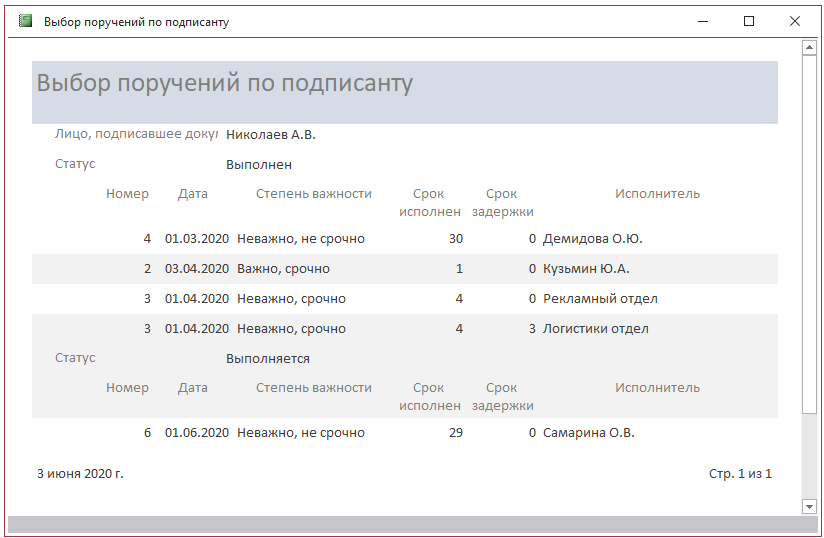 Выбор поручений по подписанту
Выбор поручений по подписанту
Лицо, подписавшее докум Николаев А.В.
Статус Выполнен
Номер Дата Степень важности Срок исполнен Срок задержки Исполнитель
4 01.03.2020 Неважно, не срочно 30 0 Демидова О.Ю.
2 03.04.2020 Важно, срочно 1 0 Кузьмин Ю.А.
3 01.04.2020 Неважно, срочно 4 0 Рекламный отдел
3 01.04.2020 Неважно, срочно 4 3 Логистики отдел
Статус Выполняется
Номер Дата Степень важности Срок исполнен Срок задержки Исполнитель
6 01.06.2020 Неважно, не срочно 29 0 Самарина О.В.
3 июня 2020 г. Стр. 1 из 1